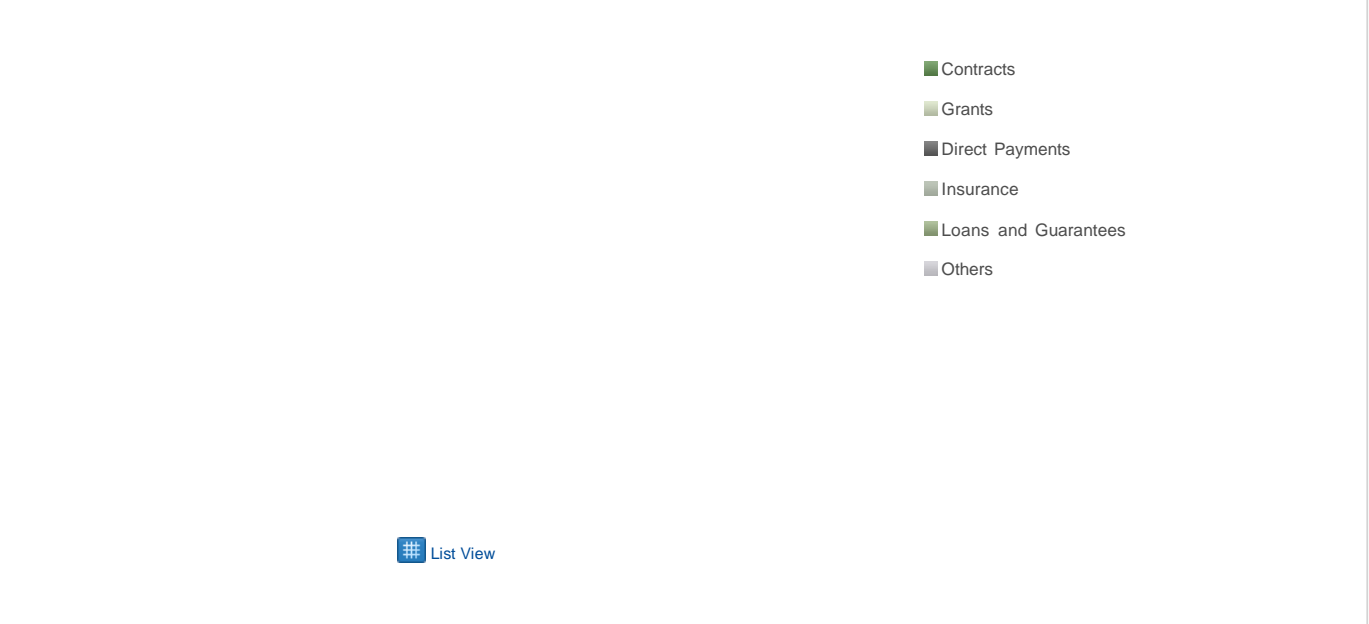 Contracts
Grants
Direct Payments
Insurance
Loans and Guarantees
Others
List View